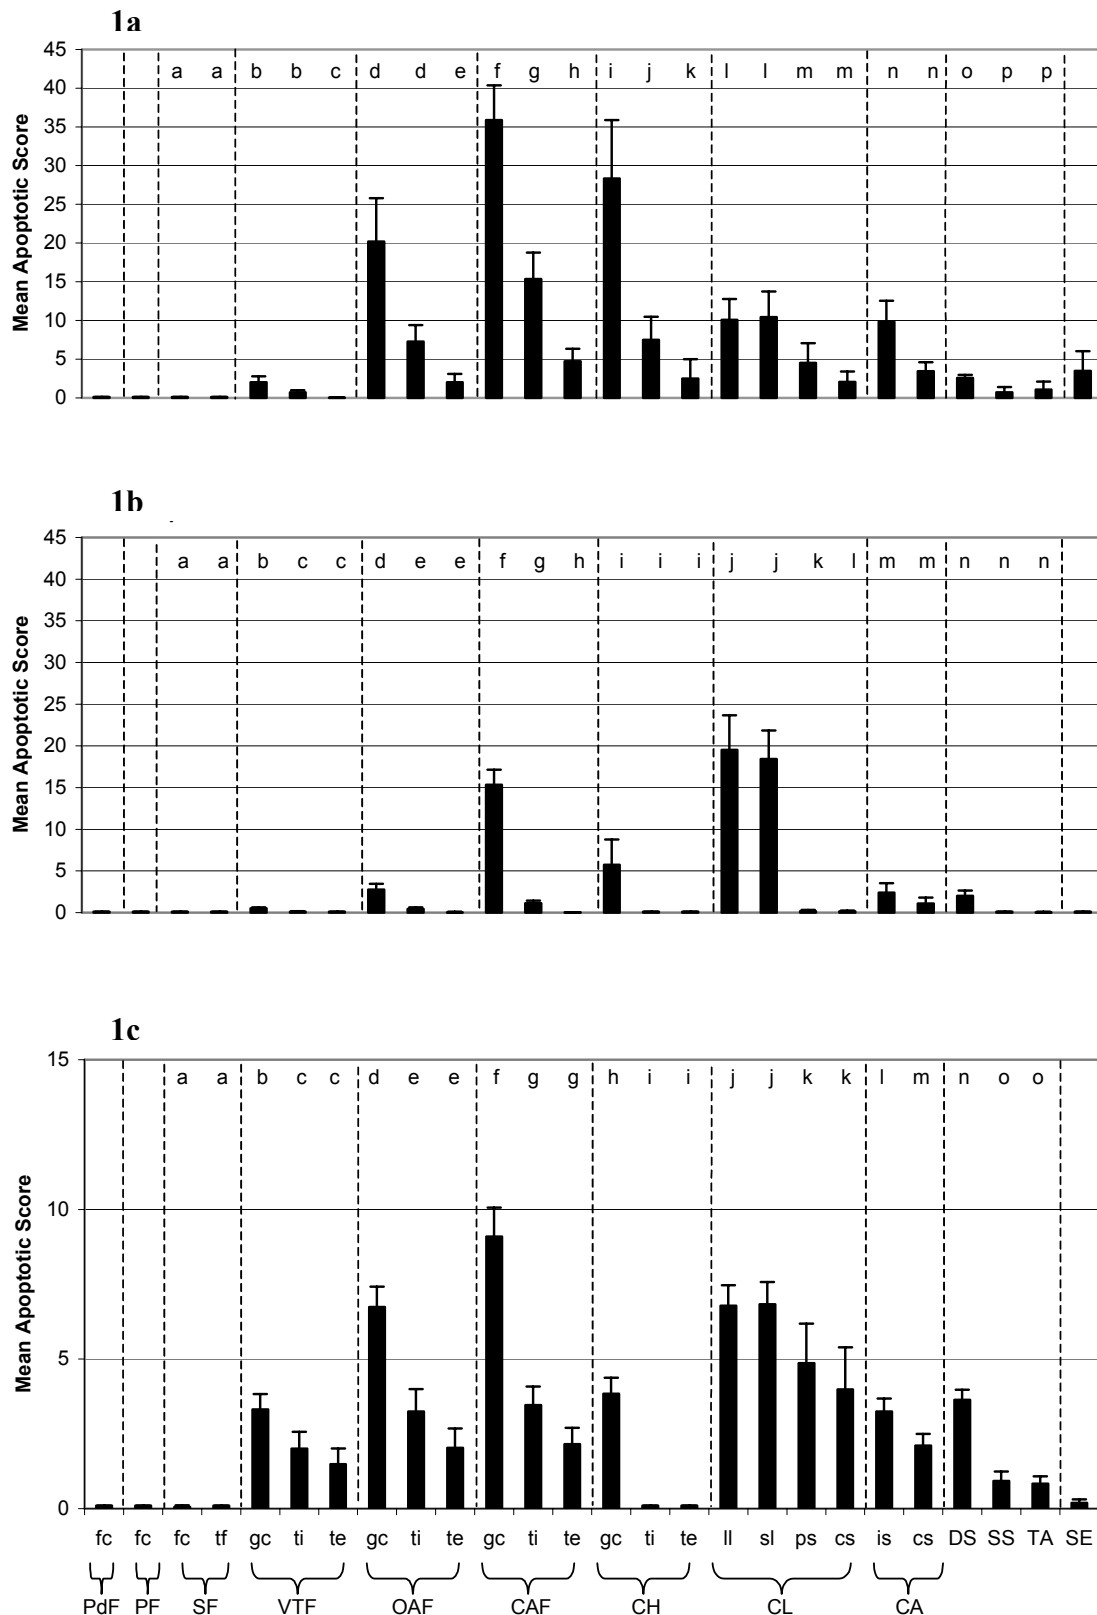 1a
Mean Apoptotic Score
45
40
35
30
25
20
15
10
5
0
a a b b c d d e f g h i j k l l m m n n o p p
1b
Mean Apoptotic Score
45
40
35
30
25
20
15
10
5
0
a a b c c d e e f g h i i i j j k l m m n n n
1c
Mean Apoptotic Score
15
10
5
0
a a b c c d e e f g g h i i j j k k l m n o o
fc fc fc tf gc ti te gc ti te gc ti te gc ti te ll sl ps cs is cs DS SS TA SE
PdF PF SF VTF OAF CAF CH CL CA